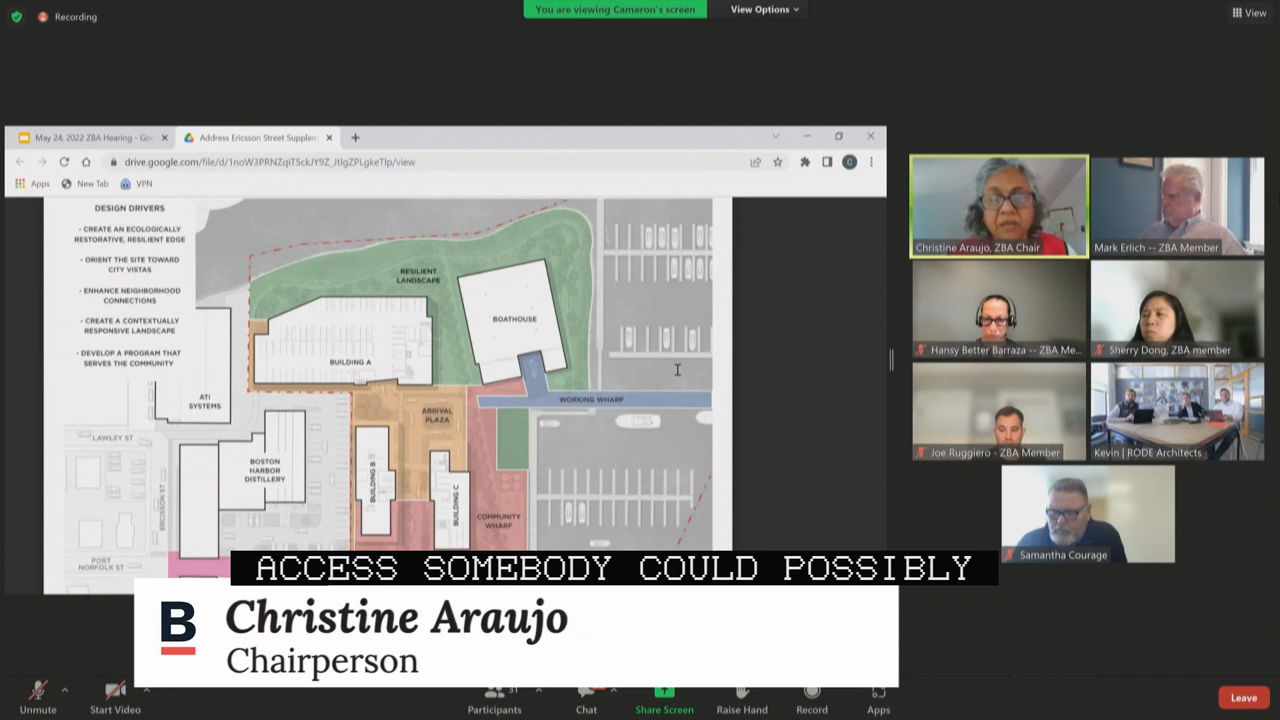 Recording
You are viewing Cameron's screen
View Options
View
May 24, 2022 ZBA Hearing - Goo
Address Ericsson Street Supplem
drive.google.com/file/d/1noW3PRNZqiT5ckJY9Z_JtlgZPLgkeTlp/view
Apps
New Tab
VPN
DESIGN DRIVERS
- CREATE AN ECOLOGICALLY
RESTORATIVE, RESILIENT EDGE
- ORIENT THE SITE TOWARD
CITY VISTAS
- ENHANCE NEIGHBORHOOD
CONNECTIONS
- CREATE A CONTEXTUALLY
RESPONSIVE LANDSCAPE
- DEVELOP A PROGRAM THAT
SERVES THE COMMUNITY
RESILIENT
LANDSCAPE
BOATHOUSE
BUILDING A
ATI
SYSTEMS
ARRIVAL
PLAZA
WORKING WHARF
LAWLEY ST
BOSTON
HARBOR
DISTILLERY
ERICSSON ST
BUILDING B
BUILDING C
COMMUNITY
WHARF
PORT
NORFOLK ST
Christine Araujo, ZBA Chair
Mark Erlich -- ZBA Member
Hansy Better Barraza -- ZBA Me...
Sherry Dong, ZBA member
Joe Ruggiero - ZBA Member
Kevin | RODE Architects
Samantha Courage
ACCESS SOMEBODY COULD POSSIBLY
B
Christine Araujo
Chairperson
Unmute
Start Video
Participants
31
Chat
Share Screen
Raise Hand
Record
Apps
Leave